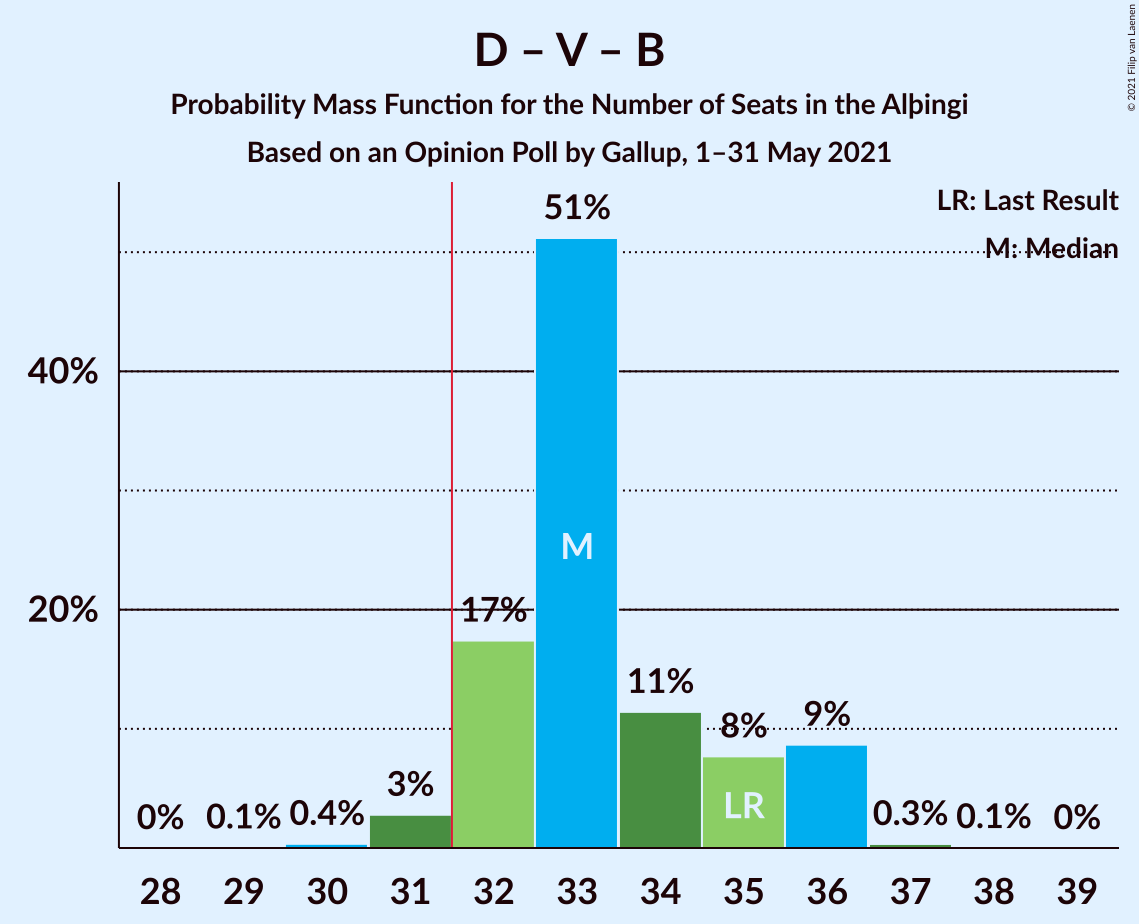 D – V – B
Probability Mass Function for the Number of Seats in the Alþingi
Based on an Opinion Poll by Gallup, 1–31 May 2021
© 2021 Filip van Laenen
LR: Last Result
M: Median
40%
20%
0%
0.1%
0.4%
3%
17%
51%
11%
8%
9%
0.3%
0.1%
0%
M
LR
28 29 30 31 32 33 34 35 36 37 38 39